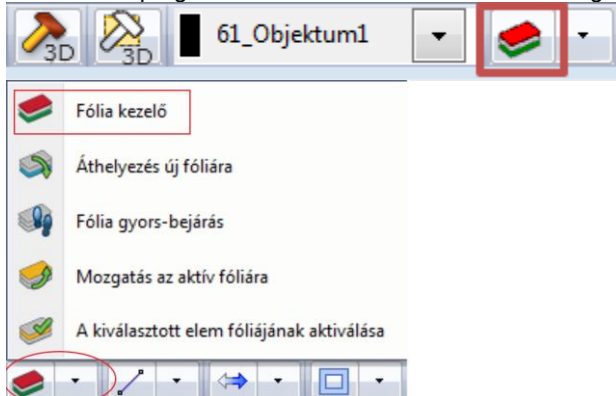 3D 3D 61_Objektum1
Fólia kezelő
Áthelyezés új fóliára
Fólia gyors-bejárás
Mozgatás az aktív fóliára
A kiválasztott elem fóliájának aktiválása